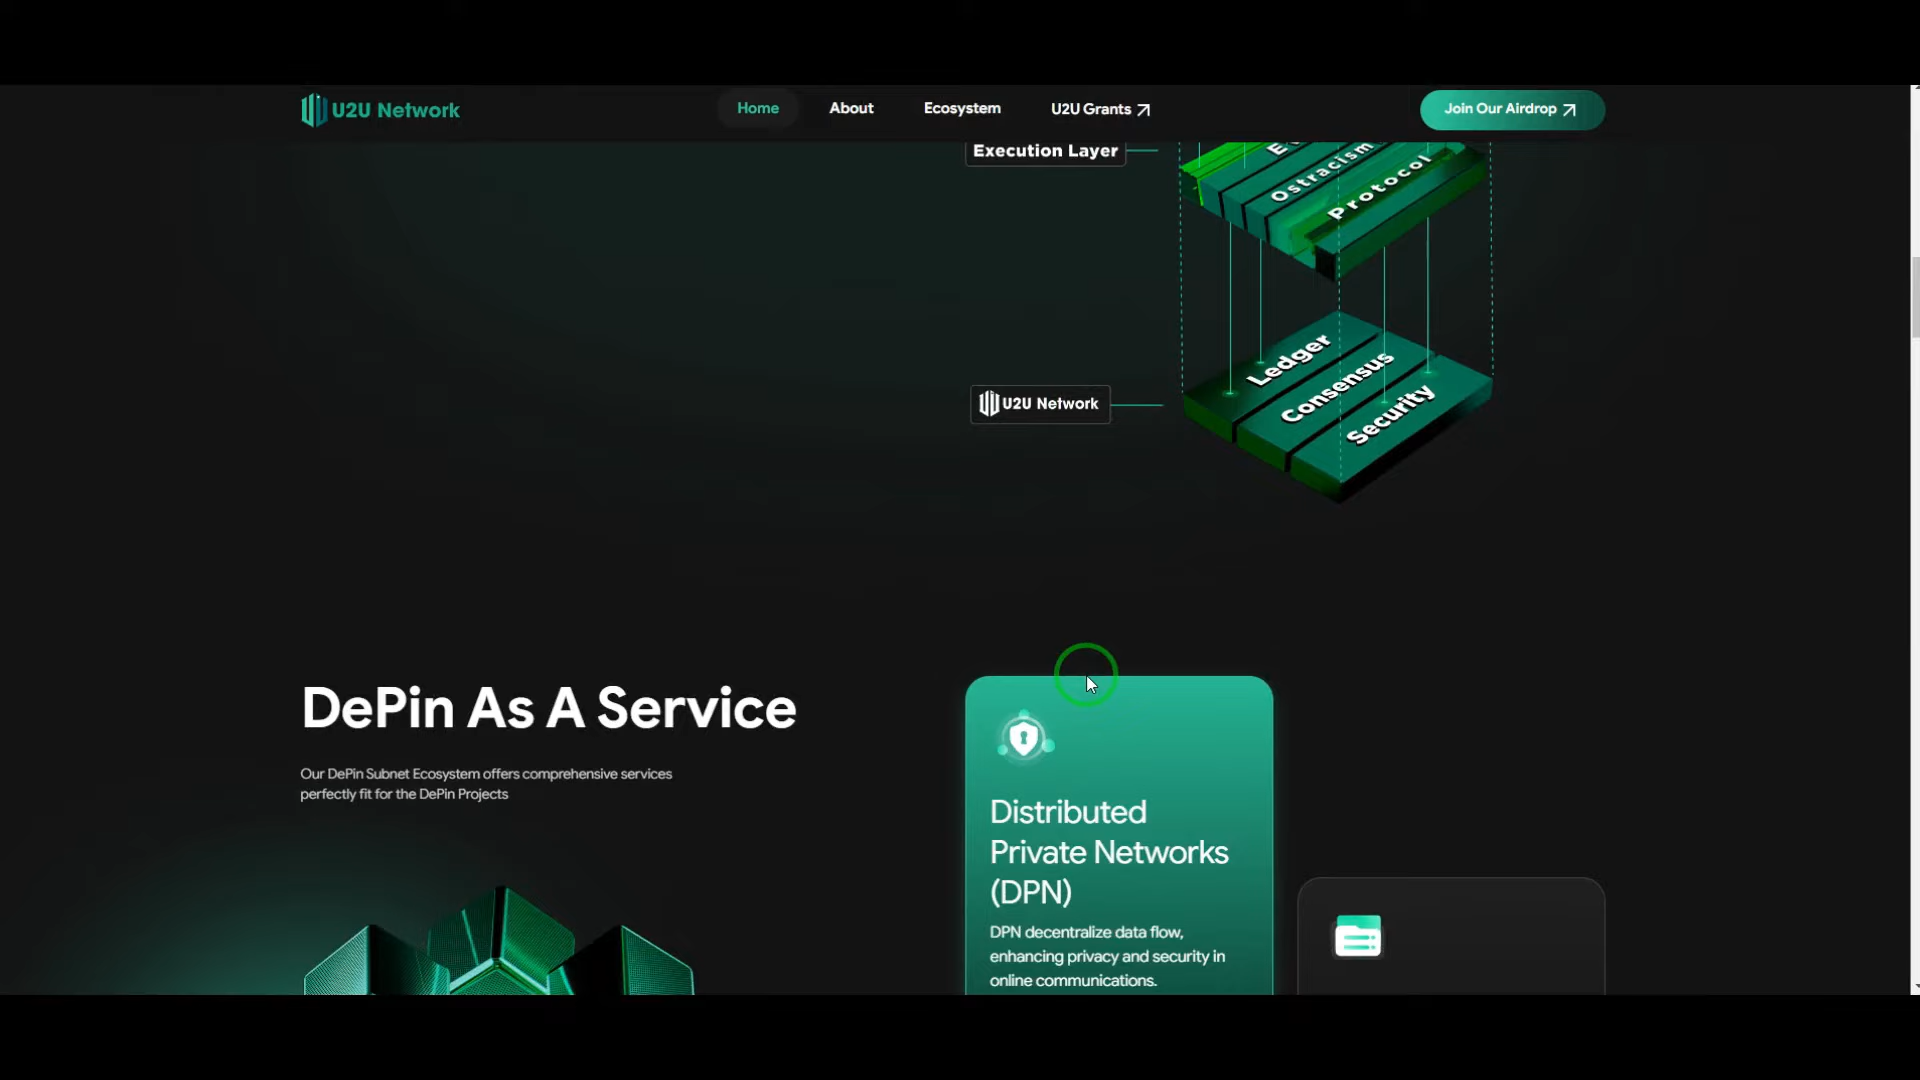 U2U Network
Home
About
Ecosystem
U2U Grants
Join Our Airdrop
Execution Layer
Ostracism
Protocol
Ledger
Consensus
Security
U2U Network
DePin As A Service
Our DePin Subnet Ecosystem offers comprehensive services
perfectly fit for the DePin Projects
Distributed
Private Networks
(DPN)
DPN decentralize data flow,
enhancing privacy and security in
online communications.